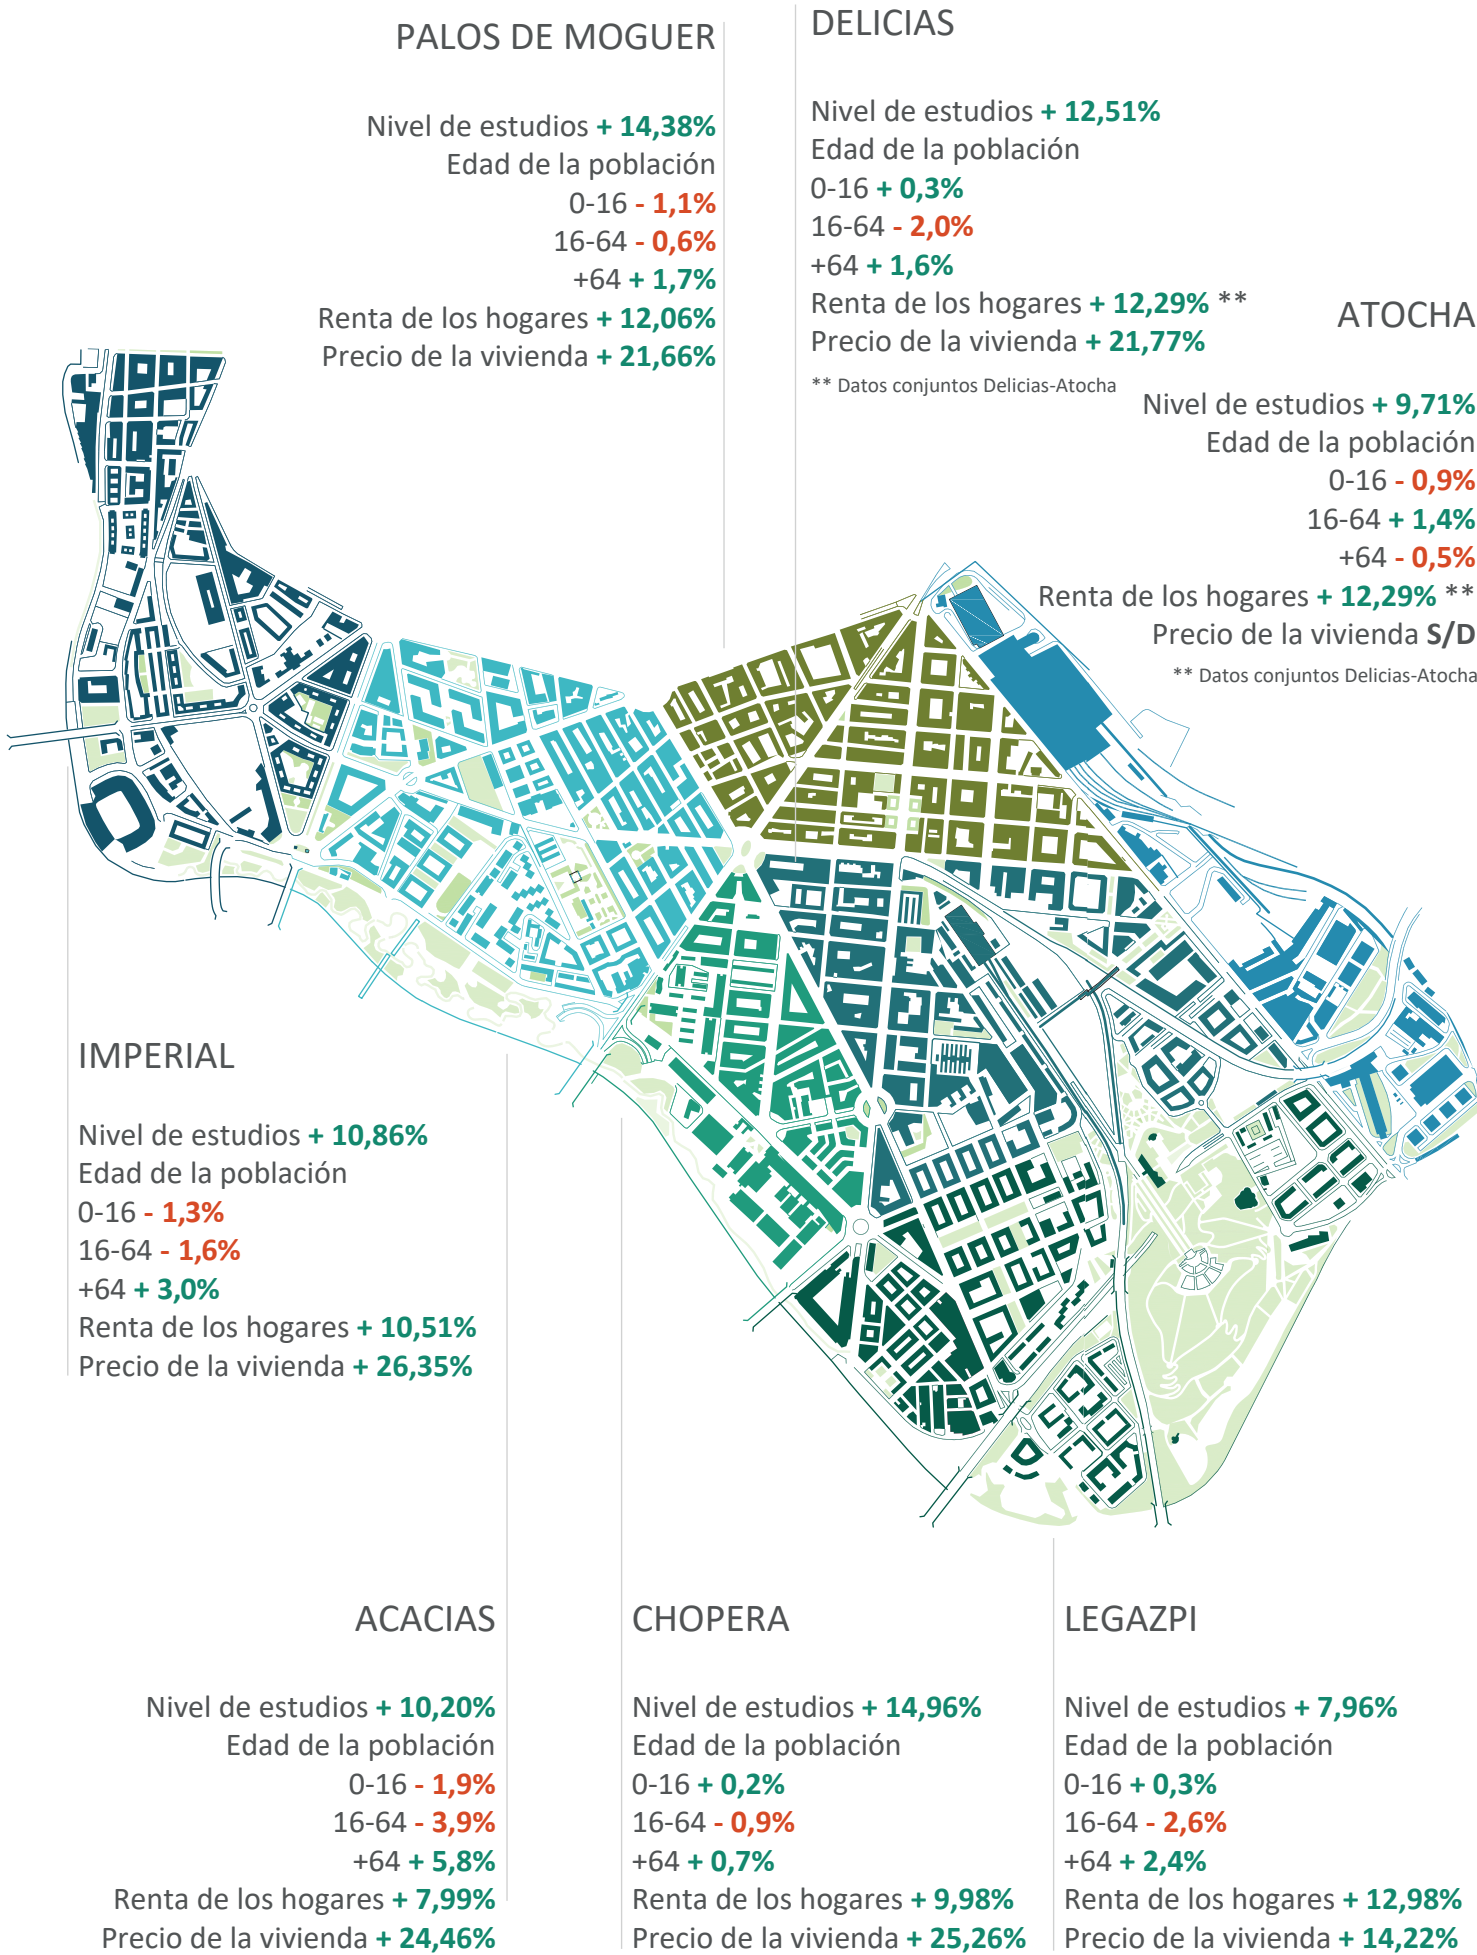 PALOS DE MOGUER
Nivel de estudios + 14,38%
Edad de la población
0-16 - 1,1%
16-64 - 0,6%
+64 + 1,7%
Renta de los hogares + 12,06%
Precio de la vivienda + 21,66%
DELICIAS
Nivel de estudios + 12,51%
Edad de la población
0-16 + 0,3%
16-64 - 2,0%
+64 + 1,6%
Renta de los hogares + 12,29% **
Precio de la vivienda + 21,77%
** Datos conjuntos Delicias-Atocha
ATOCHA
Nivel de estudios + 9,71%
Edad de la población
0-16 - 0,9%
16-64 + 1,4%
+64 - 0,5%
Renta de los hogares + 12,29% **
Precio de la vivienda S/D
** Datos conjuntos Delicias-Atocha
IMPERIAL
Nivel de estudios + 10,86%
Edad de la población
0-16 - 1,3%
16-64 - 1,6%
+64 + 3,0%
Renta de los hogares + 10,51%
Precio de la vivienda + 26,35%
ACACIAS
Nivel de estudios + 10,20%
Edad de la población
0-16 - 1,9%
16-64 - 3,9%
+64 + 5,8%
Renta de los hogares + 7,99%
Precio de la vivienda + 24,46%
CHOPERA
Nivel de estudios + 14,96%
Edad de la población
0-16 + 0,2%
16-64 - 0,9%
+64 + 0,7%
Renta de los hogares + 9,98%
Precio de la vivienda + 25,26%
LEGAZPI
Nivel de estudios + 7,96%
Edad de la población
0-16 + 0,3%
16-64 - 2,6%
+64 + 2,4%
Renta de los hogares + 12,98%
Precio de la vivienda + 14,22%